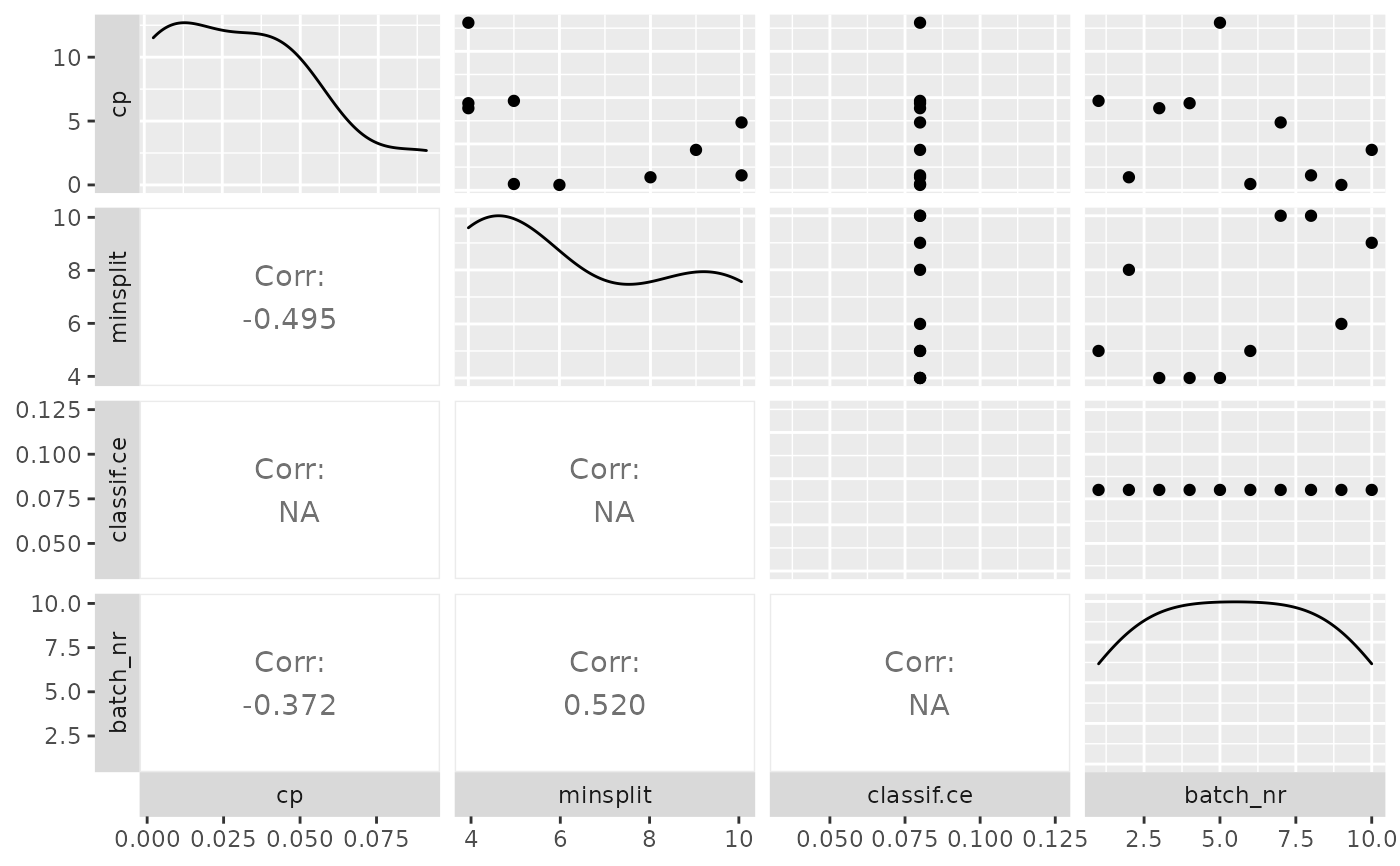 10
5
0
cp
10
8
6
4
minsplit
Corr:
-0.495
0.125
0.100
0.075
0.050
classif.ce
Corr:
NA
Corr:
NA
10.0
7.5
5.0
2.5
batch_nr
Corr:
-0.372
Corr:
0.520
Corr:
NA
cp
minsplit
classif.ce
batch_nr
0.000 0.025 0.050 0.075
4 6 8 10
0.050 0.075 0.100 0.125
2.5 5.0 7.5 10.0